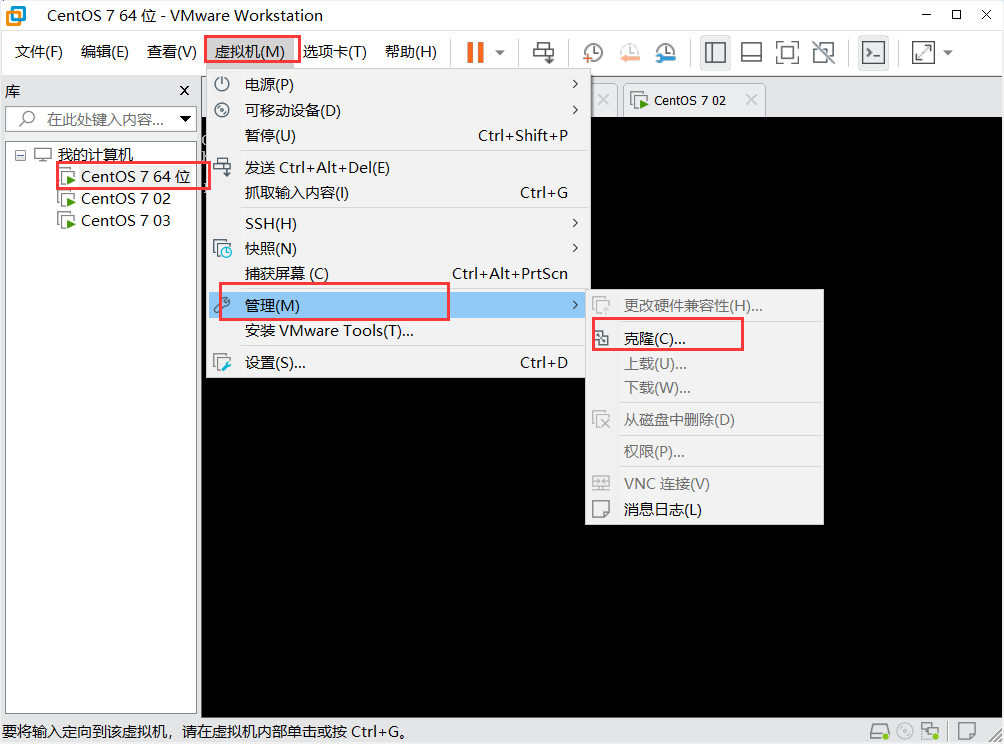 CentOS 7 64 位 - VMware Workstation
文件(F) 编辑(E) 查看(V) 虚拟机(M) 选项卡(T) 帮助(H)
库
在此处键入内容...
我的计算机
CentOS 7 64 位
CentOS 7 02
CentOS 7 03
CentOS 7 02
电源(P)
可移动设备(D)
暂停(U) Ctrl+Shift+P
发送 Ctrl+Alt+Del(E)
抓取输入内容(I) Ctrl+G
SSH(H)
快照(N)
捕获屏幕 (C) Ctrl+Alt+PrtScn
管理(M)
安装 VMware Tools(T)...
设置(S)... Ctrl+D
更改硬件兼容性(H)...
克隆(C)...
上载(U)...
下载(W)...
从磁盘中删除(D)
权限(P)...
VNC 连接(V)
消息日志(L)
要将输入定向到该虚拟机，请在虚拟机内部单击或按 Ctrl+G。